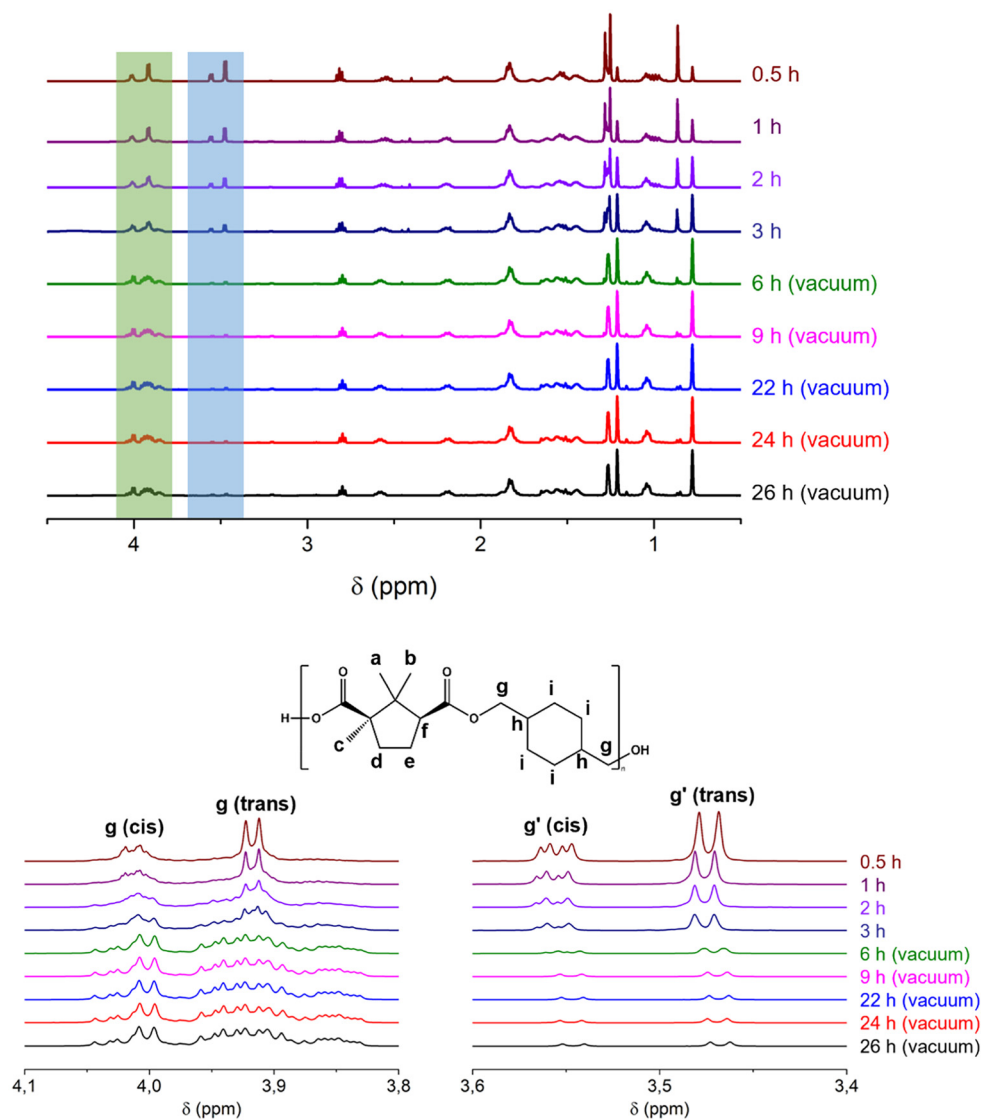 0.5 h
1 h
2 h
3 h
6 h (vacuum)
9 h (vacuum)
22 h (vacuum)
24 h (vacuum)
26 h (vacuum)
4 3 2 1
δ (ppm)
a b
O O
g i
H O O h i
c f
d e i h g OH
i n
g (cis) g (trans) g' (cis) g' (trans)
0.5 h
1 h
2 h
3 h
6 h (vacuum)
9 h (vacuum)
22 h (vacuum)
24 h (vacuum)
26 h (vacuum)
4,1 4,0 3,9 3,8 3,6 3,5 3,4
δ (ppm) δ (ppm)